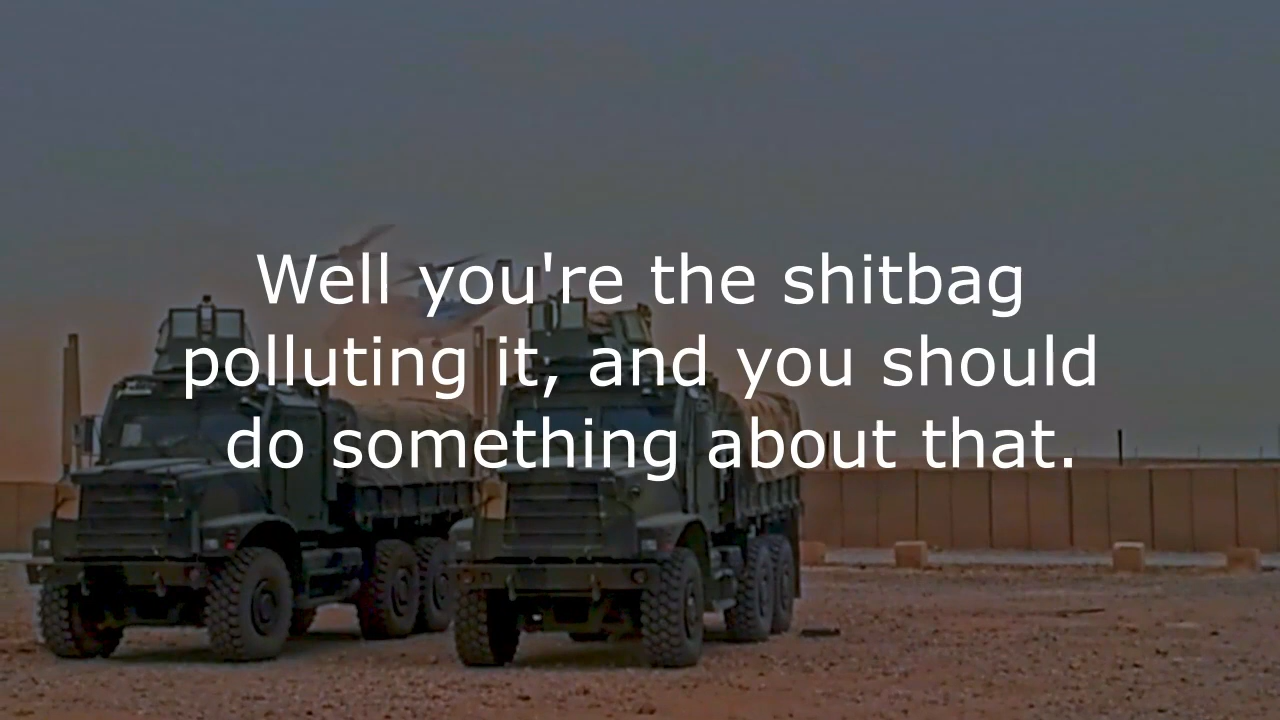 Well you're the shitbag
polluting it, and you should
do something about that.